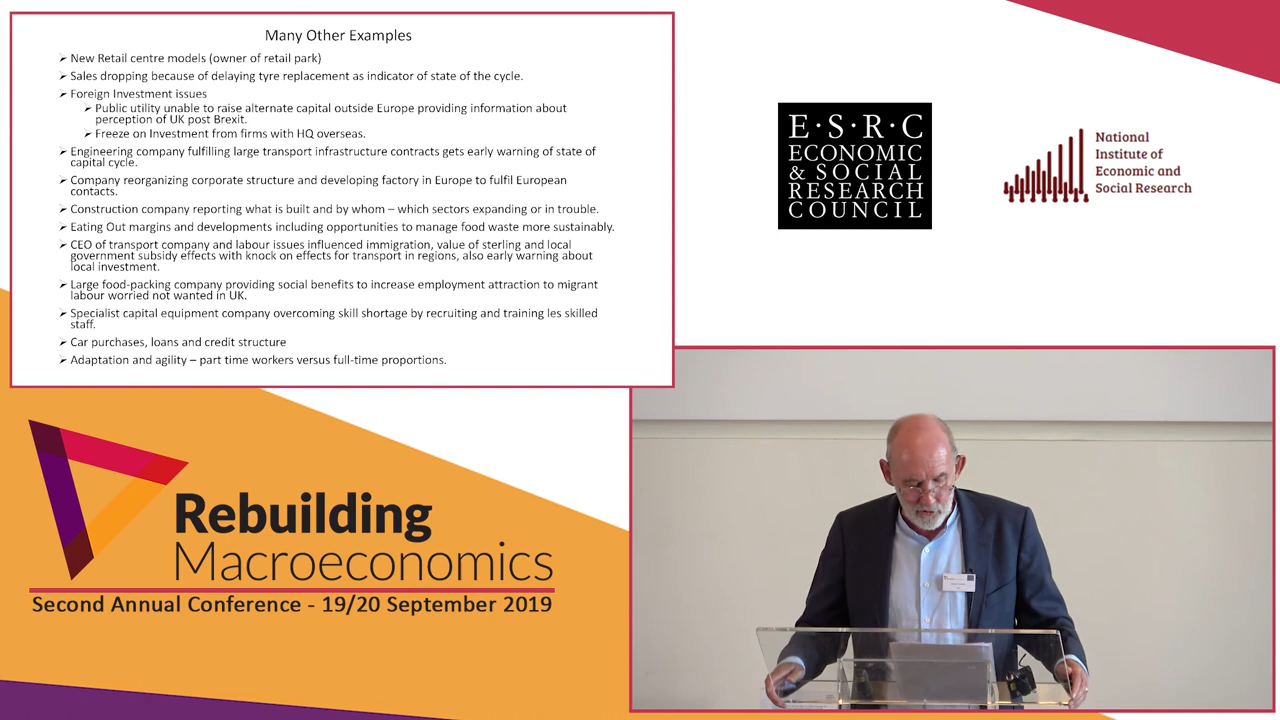 Many Other Examples
➢ New Retail centre models (owner of retail park)
➢ Sales dropping because of delaying tyre replacement as indicator of state of the cycle.
➢ Foreign Investment issues
➢ Public utility unable to raise alternate capital outside Europe providing information about
perception of UK post Brexit.
➢ Freeze on Investment from firms with HQ overseas.
➢ Engineering company fulfilling large transport infrastructure contracts gets early warning of state of
capital cycle.
➢ Company reorganizing corporate structure and developing factory in Europe to fulfil European
contacts.
➢ Construction company reporting what is built and by whom – which sectors expanding or in trouble.
➢ Eating Out margins and developments including opportunities to manage food waste more sustainably.
➢ CEO of transport company and labour issues influenced immigration, value of sterling and local
government subsidy effects with knock on effects for transport in regions, also early warning about
local investment.
➢ Large food-packing company providing social benefits to increase employment attraction to migrant
labour worried not wanted in UK.
➢ Specialist capital equipment company overcoming skill shortage by recruiting and training les skilled
staff.
➢ Car purchases, loans and credit structure
➢ Adaptation and agility – part time workers versus full-time proportions.
E·S·R·C
ECONOMIC
& SOCIAL
RESEARCH
COUNCIL
National
Institute of
Economic and
Social Research
Rebuilding
Macroeconomics
Second Annual Conference - 19/20 September 2019